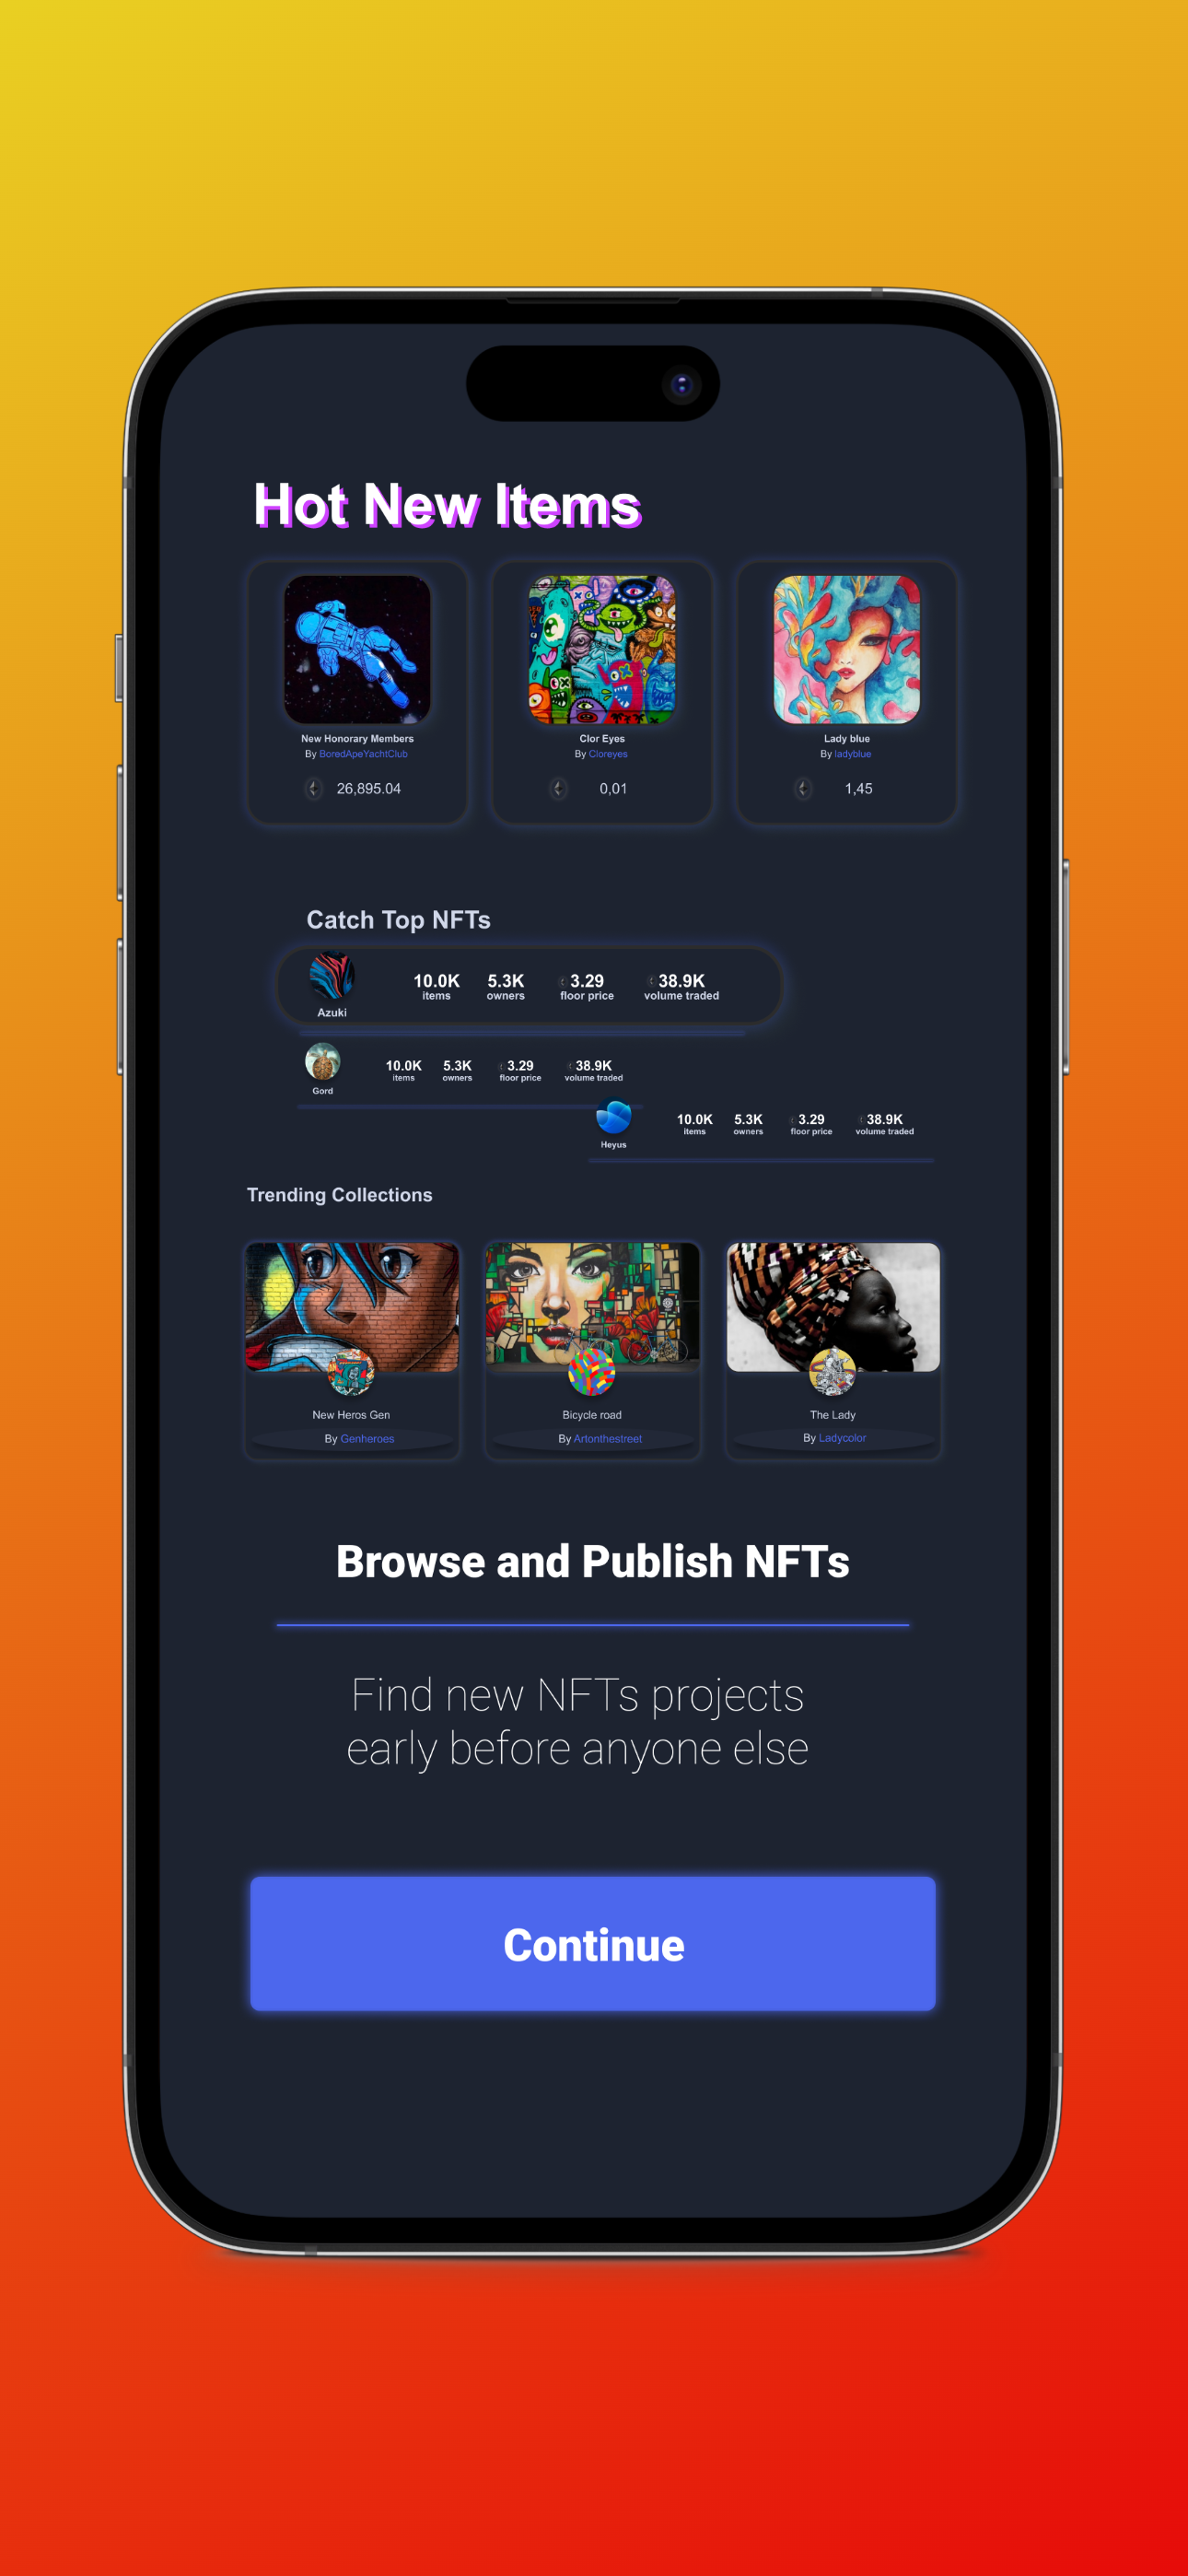 Hot New Items
New Honorary Members
By BoredApeYachtClub
26,895.04
Clor Eyes
By Cloreyes
0,01
Lady blue
By ladyblue
1,45
Catch Top NFTs
Azuki
10.0K 5.3K 3.29 38.9K
items owners floor price volume traded
Gord
10.0K 5.3K 3.29 38.9K
items owners floor price volume traded
Heyus
10.0K 5.3K 3.29 38.9K
items owners floor price volume traded
Trending Collections
New Heros Gen
By Genheroes
Bicycle road
By Artonthestreet
The Lady
By Ladycolor
Browse and Publish NFTs
Find new NFTs projects
early before anyone else
Continue